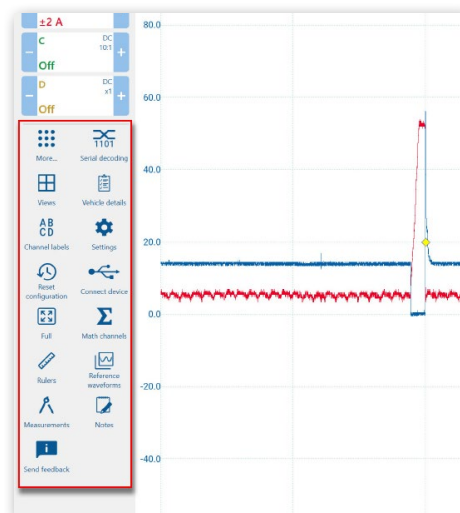 ±2 A
C
DC
10:1
−
+
Off
D
DC
x1
−
+
Off
More...
1101
Serial decoding
Views
Vehicle details
AB
CD
Channel labels
Settings
Reset
configuration
Connect device
Full
Σ
Math channels
Rulers
Reference
waveforms
Measurements
Notes
i
Send feedback
80.0
60.0
40.0
20.0
0.0
-20.0
-40.0